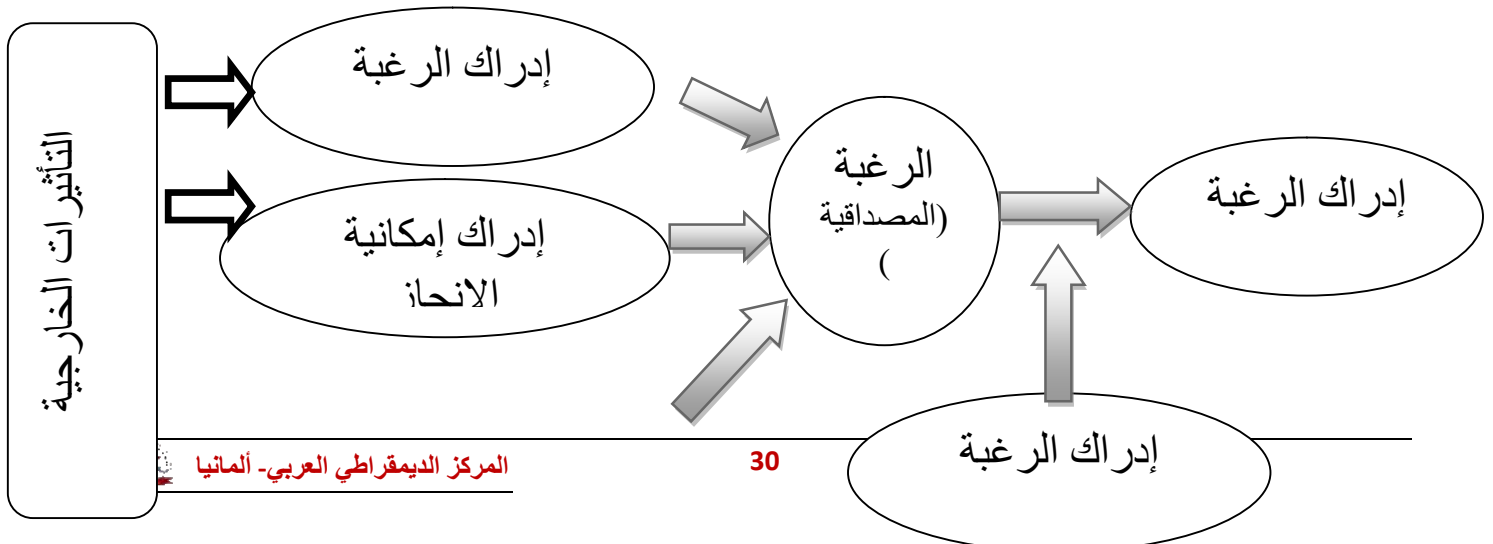 التأثيرات الخارجية
إدراك الرغبة
إدراك إمكانية
الانجاز
الرغبة
(المصداقية
)
إدراك الرغبة
إدراك الرغبة
30
المركز الديمقراطي العربي- ألمانيا